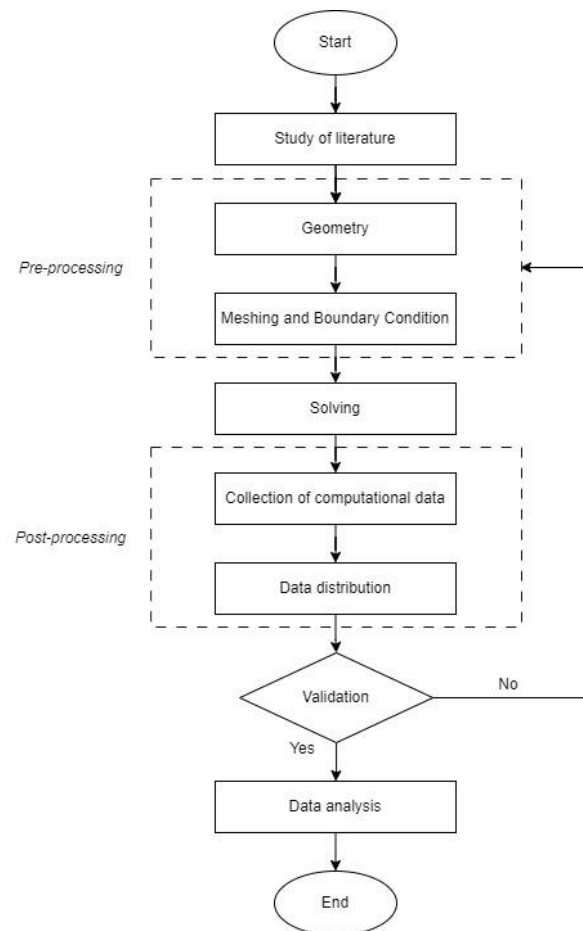 Start
Study of literature
Geometry
Pre-processing
Meshing and Boundary Condition
Solving
Collection of computational data
Post-processing
Data distribution
Validation
No
Yes
Data analysis
End